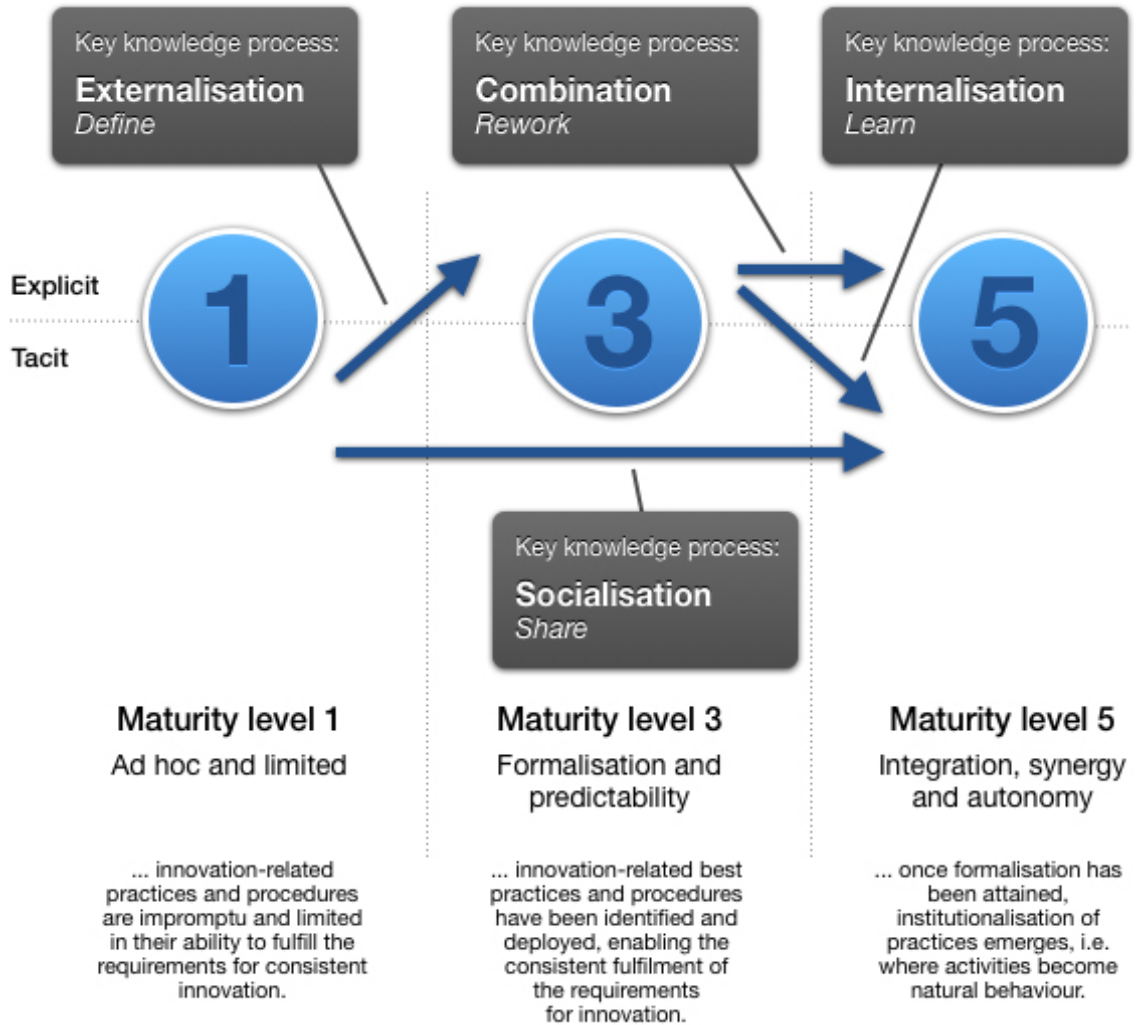 Key knowledge process:
Externalisation
Define
Key knowledge process:
Combination
Rework
Key knowledge process:
Internalisation
Learn
Explicit
Tacit
1
3
5
Key knowledge process:
Socialisation
Share
Maturity level 1
Ad hoc and limited
... innovation-related
practices and procedures
are impromptu and limited
in their ability to fulfill the
requirements for consistent
innovation.
Maturity level 3
Formalisation and
predictability
... innovation-related best
practices and procedures
have been identified and
deployed, enabling the
consistent fulfilment of
the requirements
for innovation.
Maturity level 5
Integration, synergy
and autonomy
... once formalisation has
been attained,
institutionalisation of
practices emerges, i.e.
where activities become
natural behaviour.